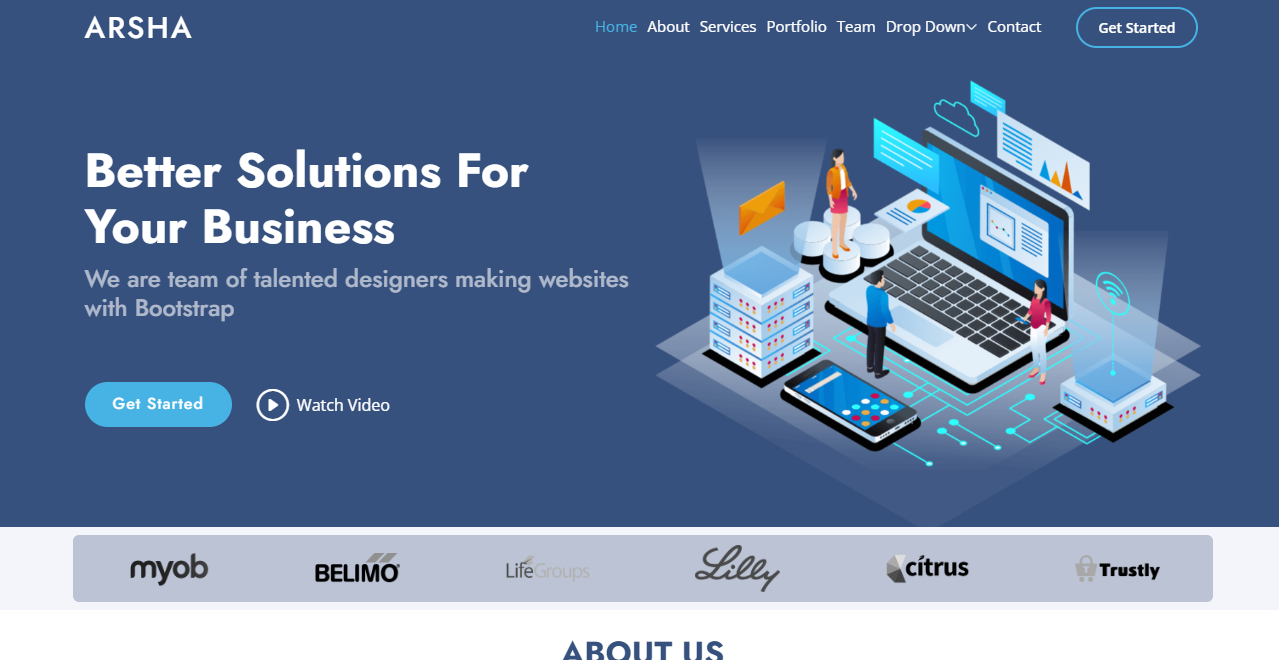 ARSHA
Home About Services Portfolio Team Drop Down Contact Get Started
Better Solutions For
Your Business
We are team of talented designers making websites
with Bootstrap
Get Started Watch Video
myob BELIMO LifeGroups Lilly citrus Trustly
ABOUT US